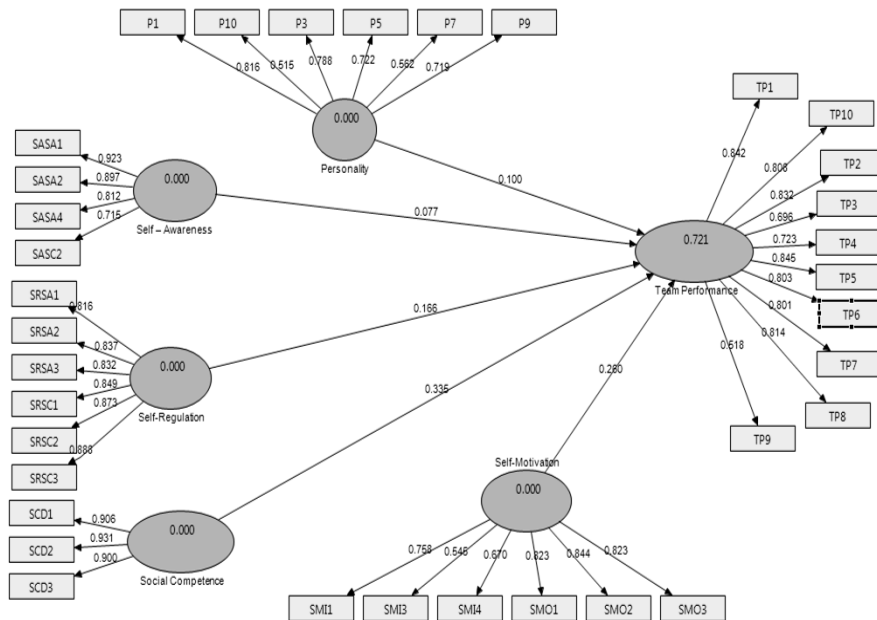 P1 P10 P3 P5 P7 P9
0.816 0.515 0.788 0.722 0.562 0.719
0.000
Personality
0.100
SASA1
SASA2
SASA4
SASC2
0.923
0.897
0.812
0.715
0.000
Self – Awareness
0.077
SRSA1
SRSA2
SRSA3
SRSC1
SRSC2
SRSC3
0.816
0.837
0.832
0.849
0.873
0.888
0.000
Self-Regulation
0.166
SCD1
SCD2
SCD3
0.906
0.931
0.900
0.000
Social Competence
0.335
Self-Motivation
0.000
0.260
0.758 0.545 0.670 0.823 0.844 0.823
SMI1 SMI3 SMI4 SMO1 SMO2 SMO3
0.721
Team Performance
TP1
TP10
TP2
TP3
TP4
TP5
TP6
TP7
TP8
TP9
0.842
0.806
0.832
0.696
0.723
0.845
0.803
0.801
0.814
0.518